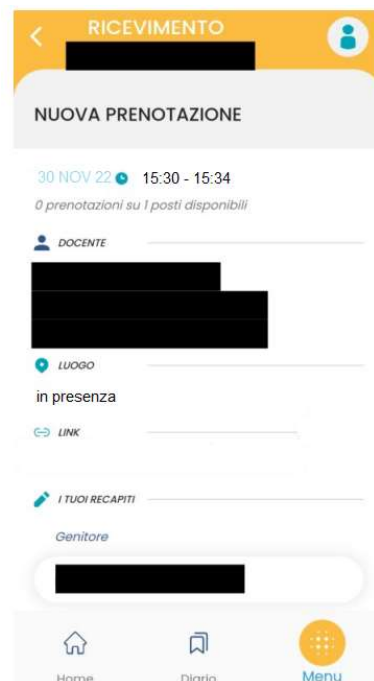 RICEVIMENTO
NUOVA PRENOTAZIONE
30 NOV 22 15:30 - 15:34
0 prenotazioni su 1 posti disponibili
DOCENTE
LUOGO
in presenza
LINK
I TUOI RECAPITI
Genitore
Home Diario Menu